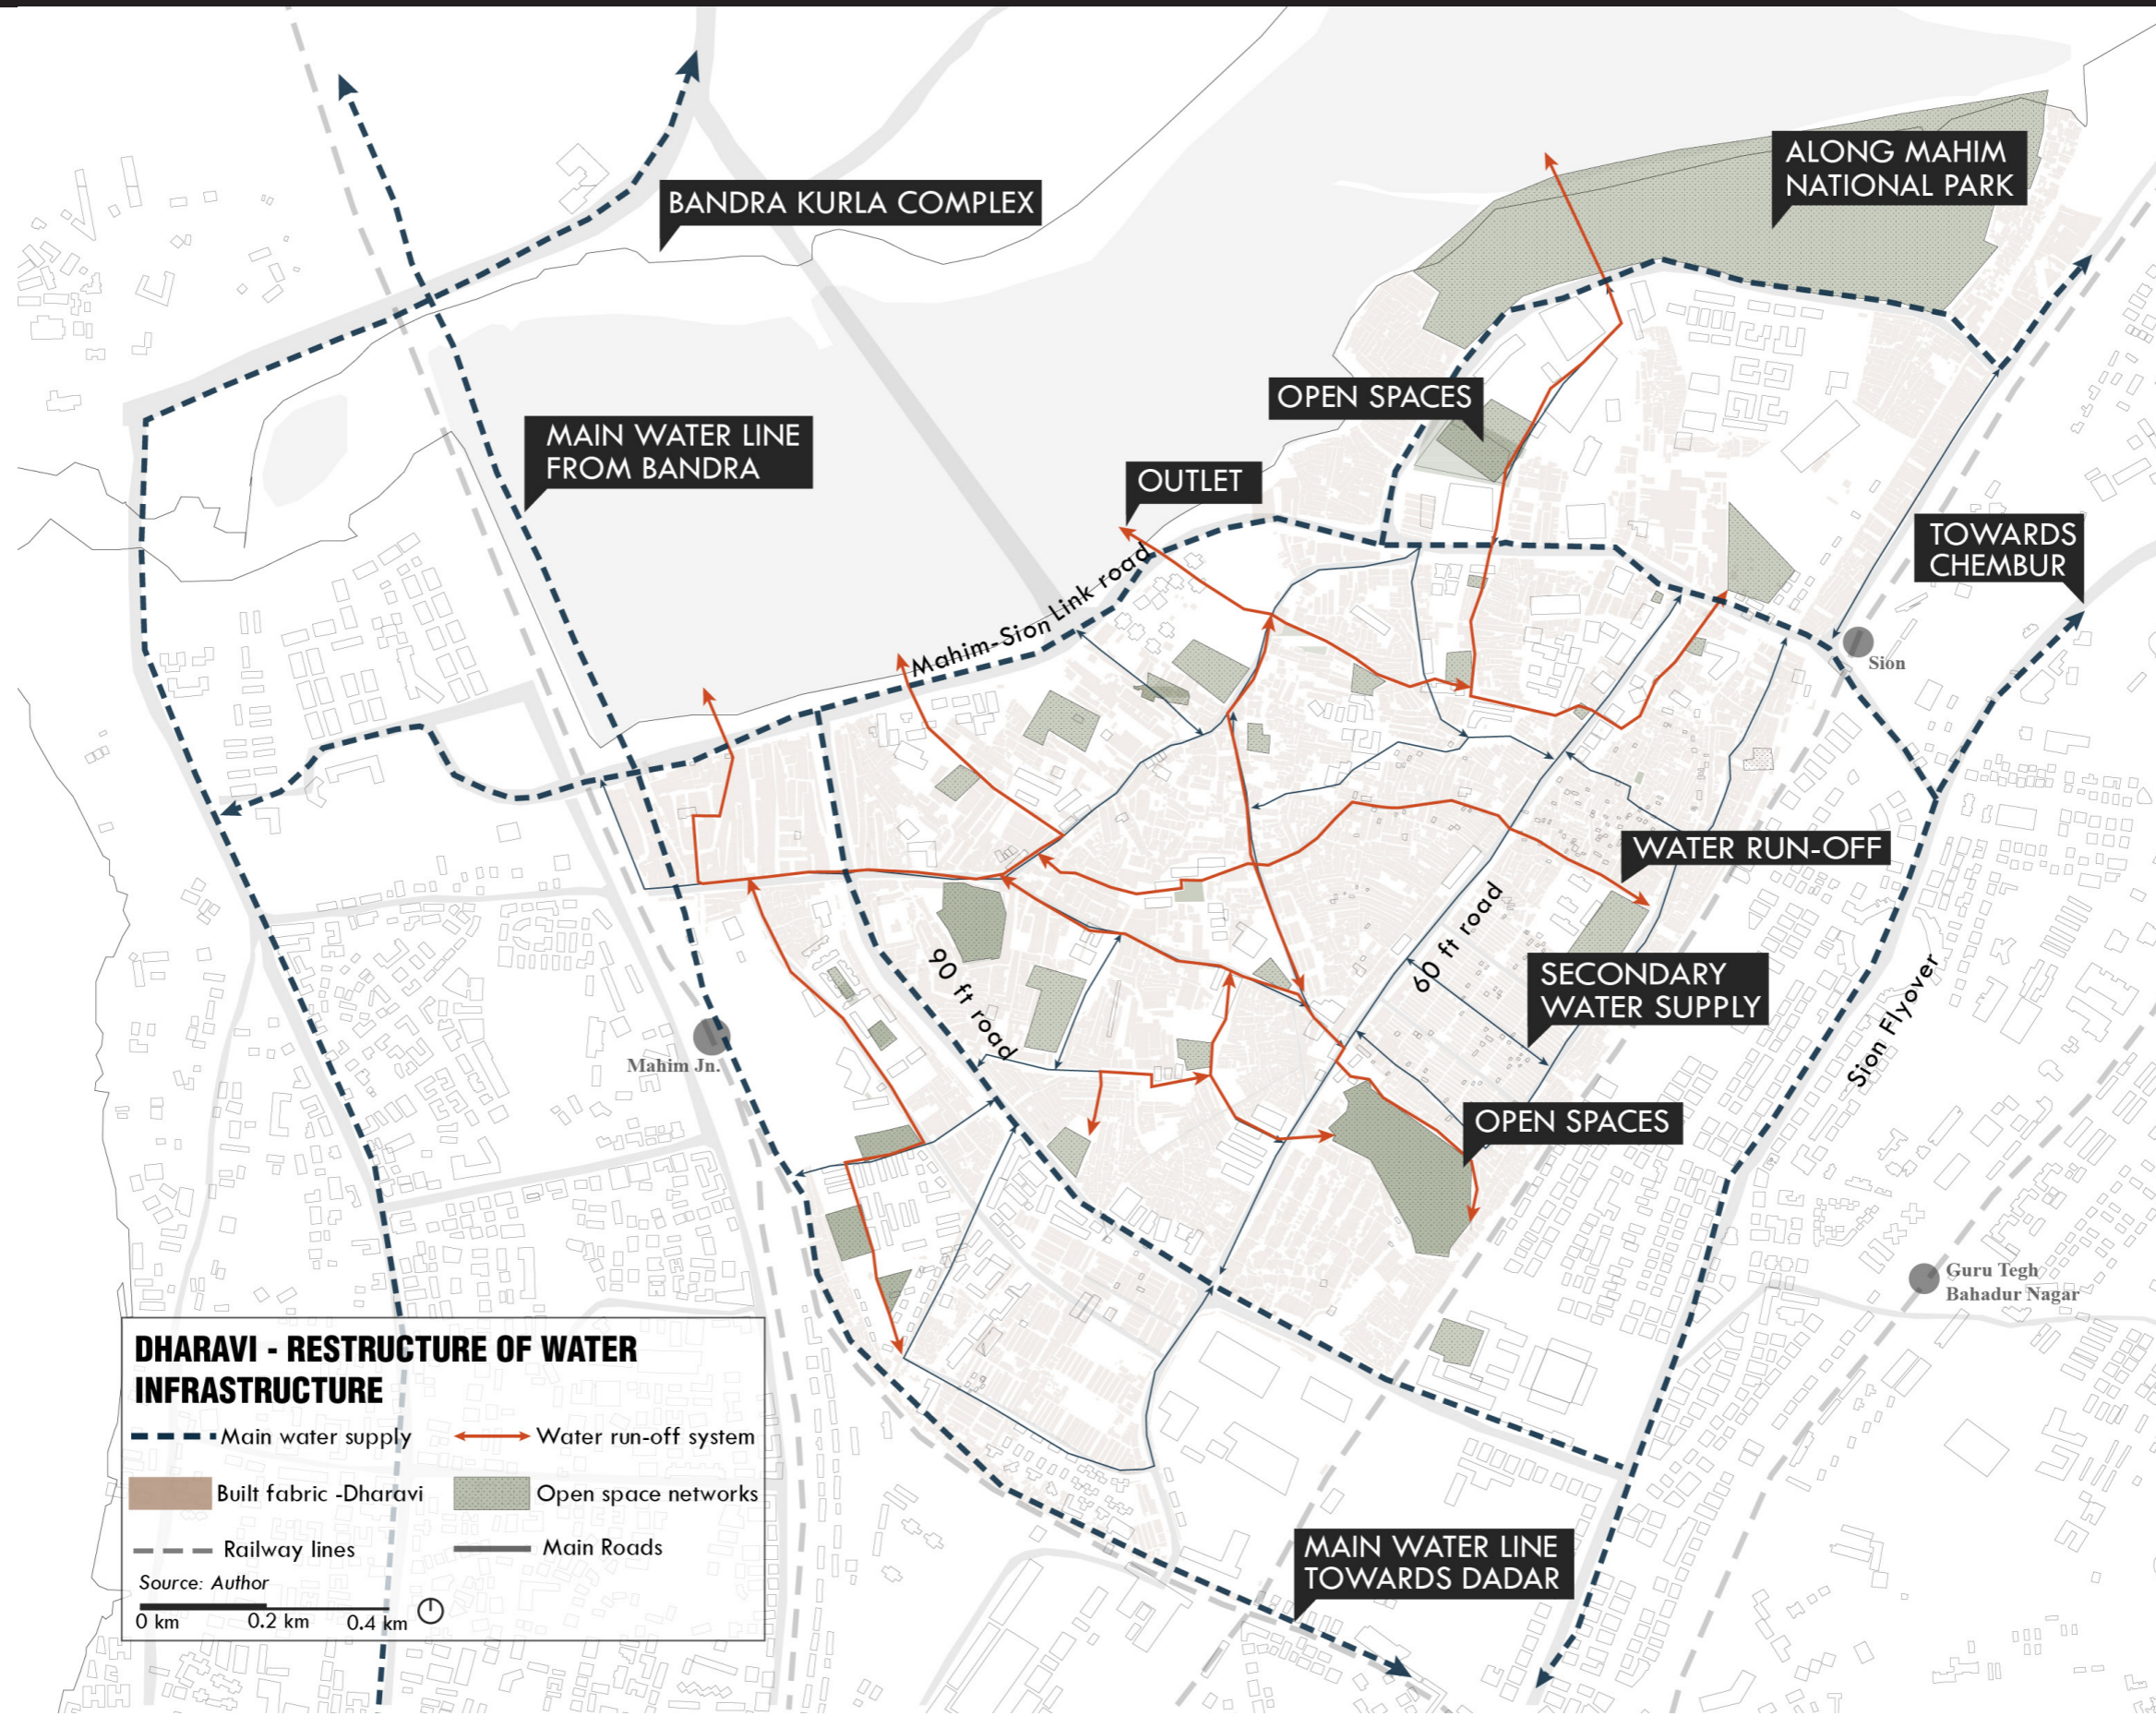 ALONG MAHIM
NATIONAL PARK
BANDRA KURLA COMPLEX
OPEN SPACES
MAIN WATER LINE
FROM BANDRA
OUTLET
TOWARDS
CHEMBUR
Mahim-Sion Link road
Sion
WATER RUN-OFF
60 ft road
90 ft road
SECONDARY
WATER SUPPLY
Sion Flyover
Mahim Jn.
OPEN SPACES
Guru Tegh
Bahadur Nagar
MAIN WATER LINE
TOWARDS DADAR
DHARAVI - RESTRUCTURE OF WATER
INFRASTRUCTURE
Main water supply
Water run-off system
Built fabric -Dharavi
Open space networks
Railway lines
Main Roads
Source: Author
0 km 0.2 km 0.4 km